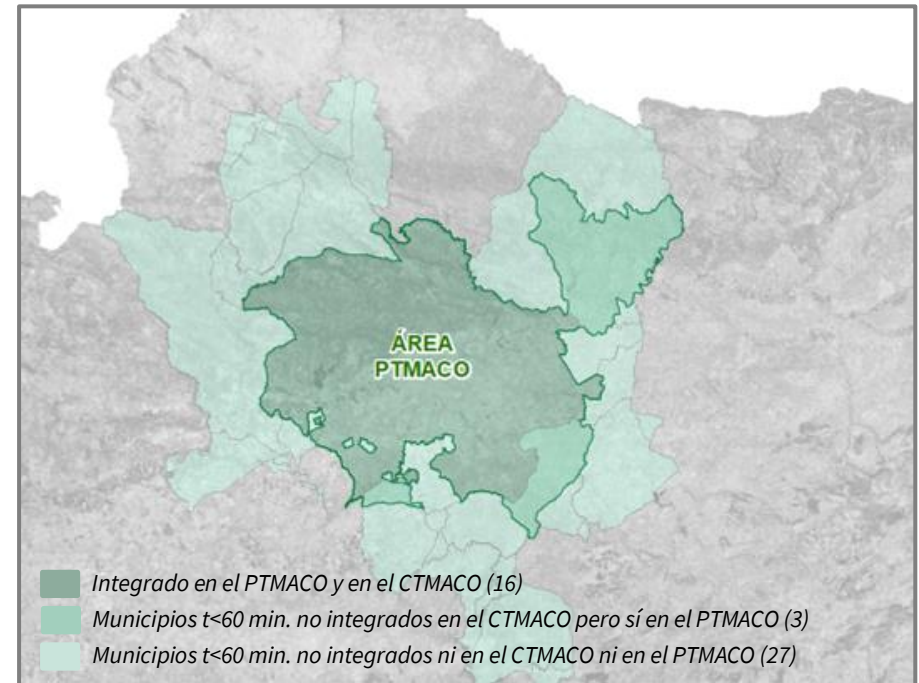 ÁREA
PTMACO
Integrado en el PTMACO y en el CTMACO (16)
Municipios t<60 min. no integrados en el CTMACO pero sí en el PTMACO (3)
Municipios t<60 min. no integrados ni en el CTMACO ni en el PTMACO (27)